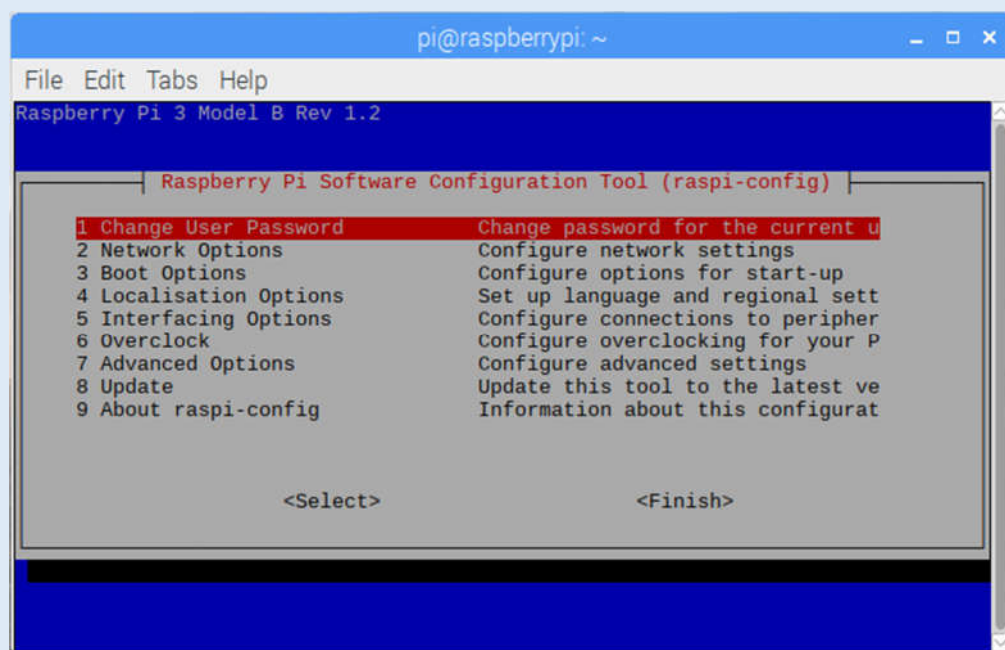 pi@raspberrypi: ~
File Edit Tabs Help
Raspberry Pi 3 Model B Rev 1.2
Raspberry Pi Software Configuration Tool (raspi-config)
1 Change User Password Change password for the current u
2 Network Options Configure network settings
3 Boot Options Configure options for start-up
4 Localisation Options Set up language and regional sett
5 Interfacing Options Configure connections to peripher
6 Overclock Configure overclocking for your P
7 Advanced Options Configure advanced settings
8 Update Update this tool to the latest ve
9 About raspi-config Information about this configurat
<Select> <Finish>